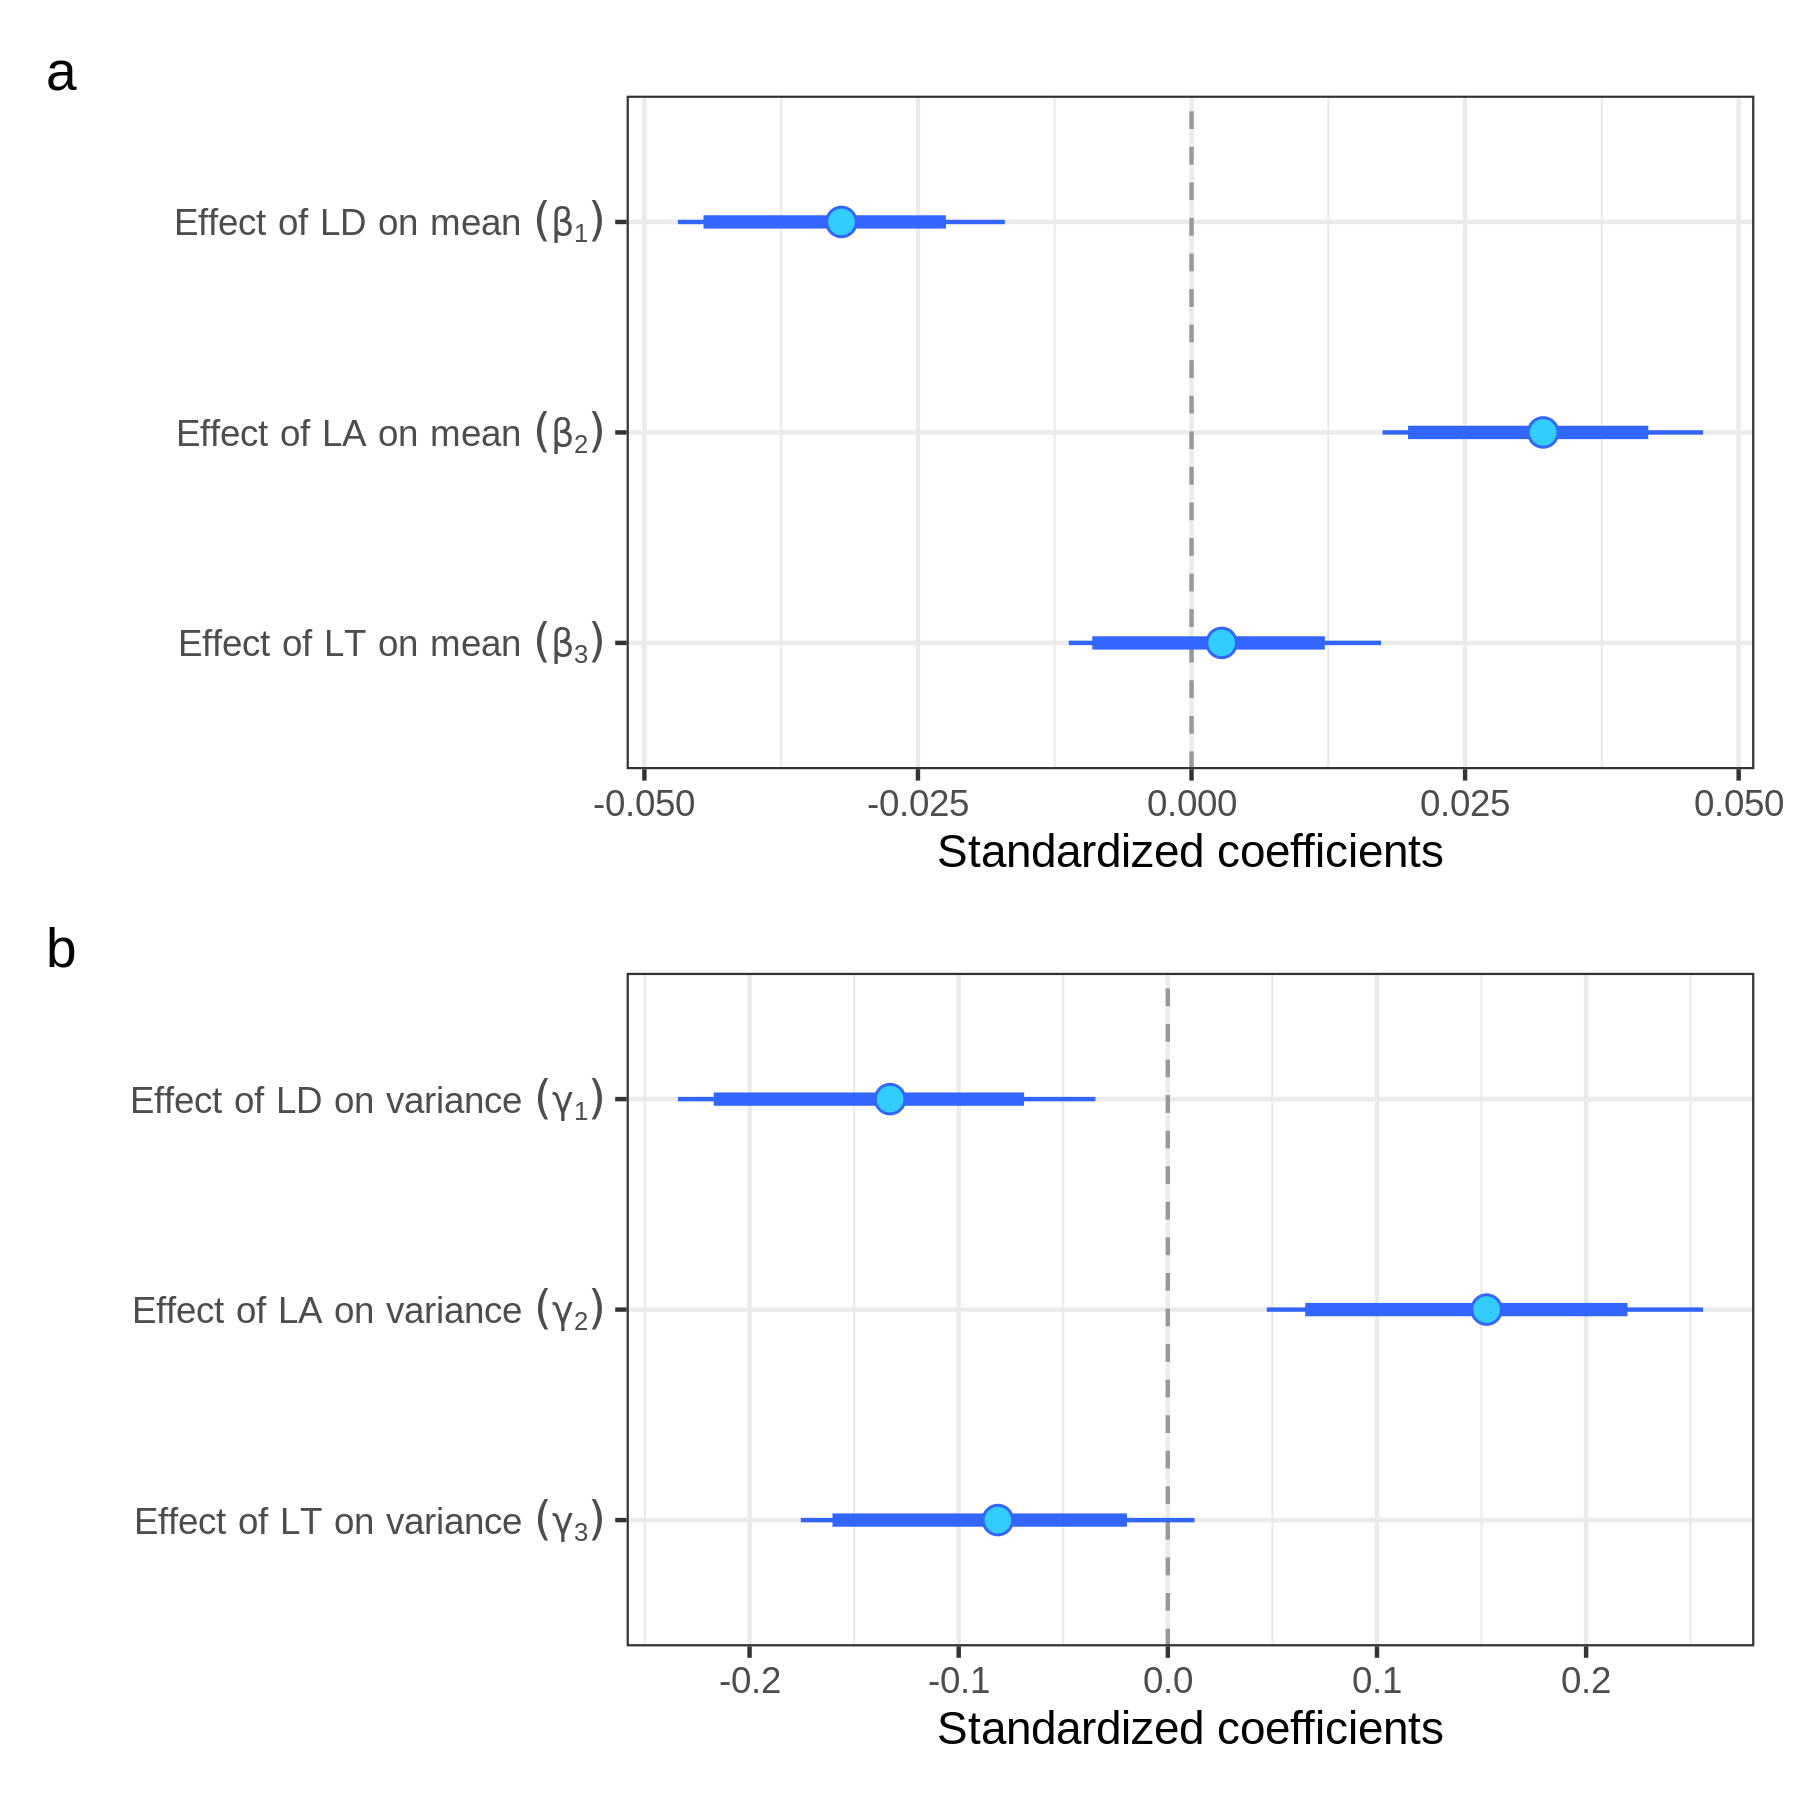 a
Effect of LD on mean (β₁)
Effect of LA on mean (β₂)
Effect of LT on mean (β₃)
-0.050 -0.025 0.000 0.025 0.050
Standardized coefficients
b
Effect of LD on variance (γ₁)
Effect of LA on variance (γ₂)
Effect of LT on variance (γ₃)
-0.2 -0.1 0.0 0.1 0.2
Standardized coefficients